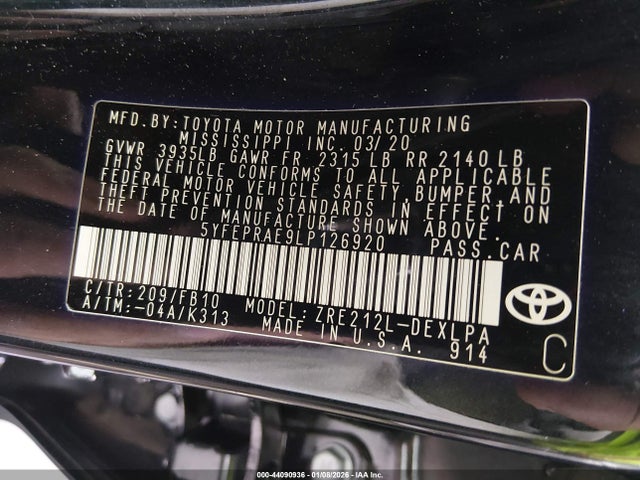 MFD.BY:TOYOTA MOTOR MANUFACTURING
MISSISSIPPI INC. 03/20
GVWR 3935LB GAWR FR 2315 LB RR 2140 LB
THIS VEHICLE CONFORMS TO ALL APPLICABLE
FEDERAL MOTOR VEHICLE SAFETY, BUMPER, AND
THEFT PREVENTION STANDARDS IN EFFECT ON
THE DATE OF MANUFACTURE SHOWN ABOVE.
5YFEPRAE9LP126920 PASS.CAR
C/TR: 209/FB10 MODEL: ZRE212L-DEXLPA
A/TM:-04A/K313 MADE IN U.S.A. 914
C
000-44090936 - 01/08/2026 - IAA Inc.